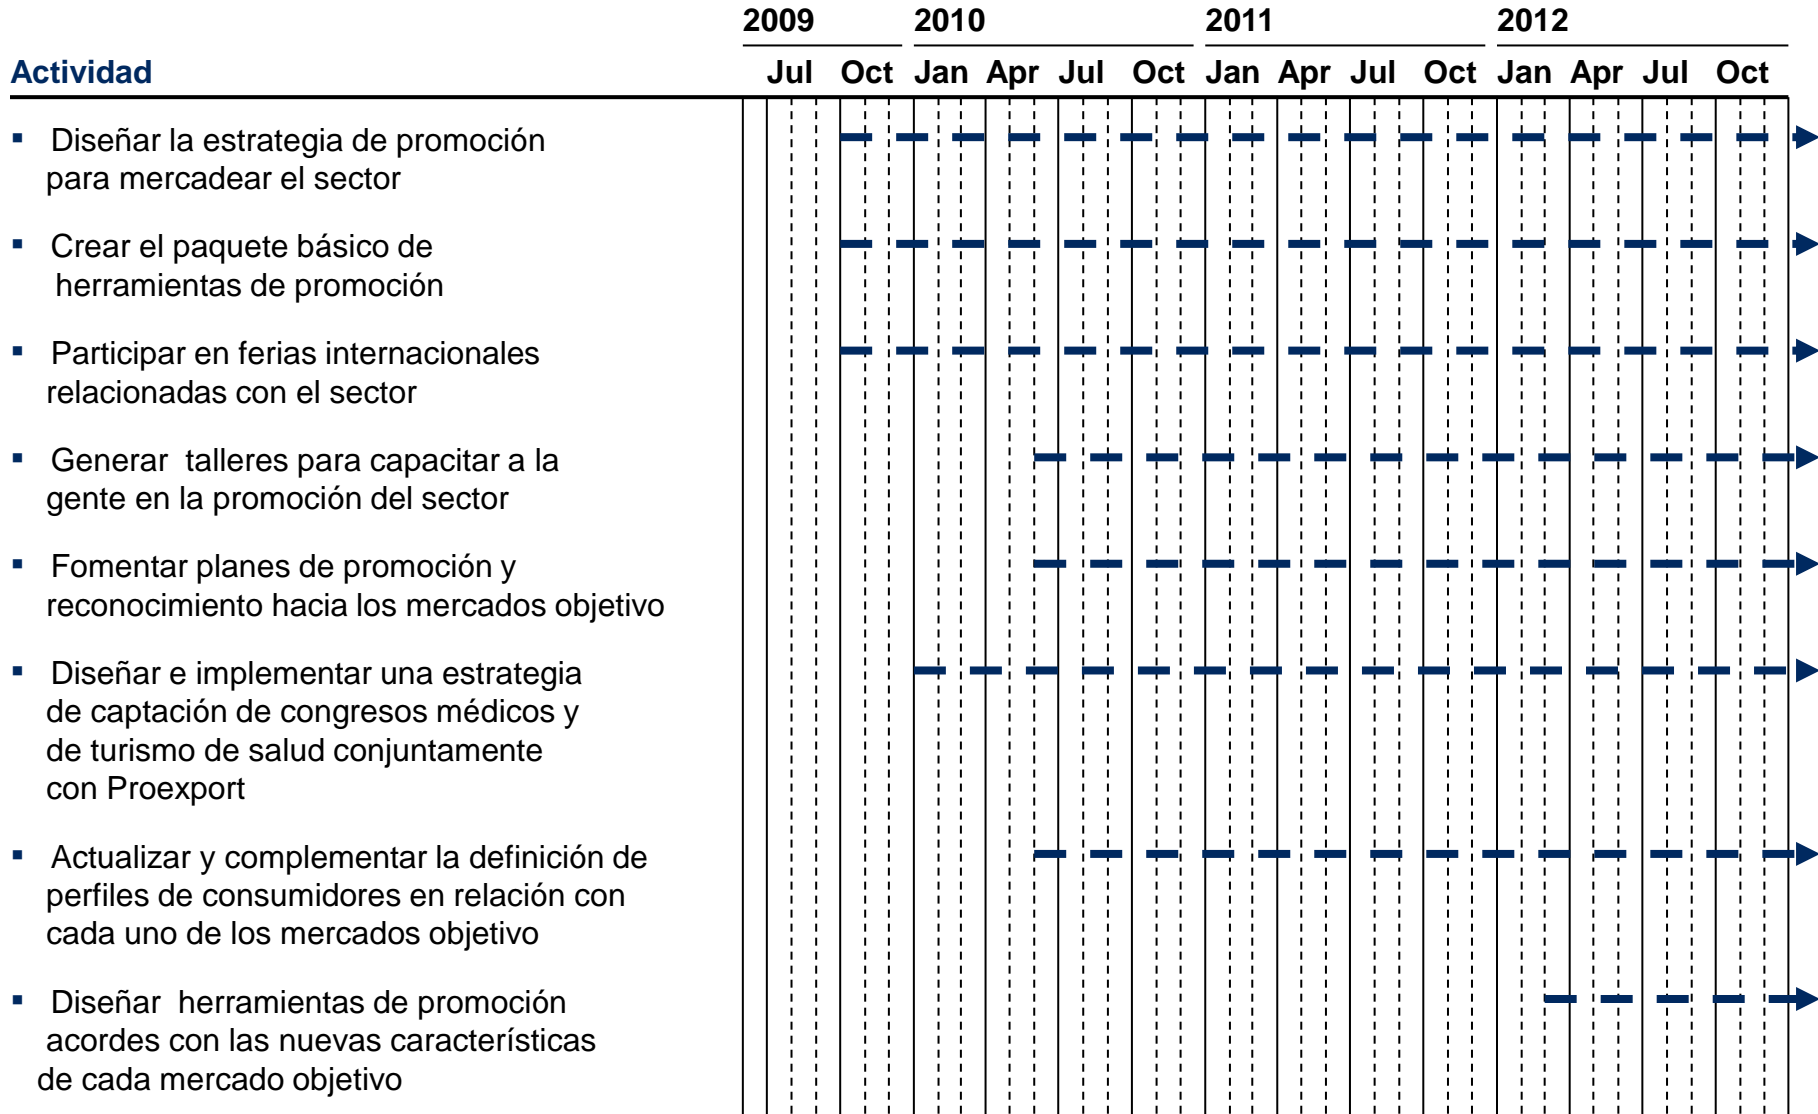 2009 2010 2011 2012
Actividad Jul Oct Jan Apr Jul Oct Jan Apr Jul Oct Jan Apr Jul Oct
▪ Diseñar la estrategia de promoción
para mercadear el sector
▪ Crear el paquete básico de
herramientas de promoción
▪ Participar en ferias internacionales
relacionadas con el sector
▪ Generar talleres para capacitar a la
gente en la promoción del sector
▪ Fomentar planes de promoción y
reconocimiento hacia los mercados objetivo
▪ Diseñar e implementar una estrategia
de captación de congresos médicos y
de turismo de salud conjuntamente
con Proexport
▪ Actualizar y complementar la definición de
perfiles de consumidores en relación con
cada uno de los mercados objetivo
▪ Diseñar herramientas de promoción
acordes con las nuevas características
de cada mercado objetivo